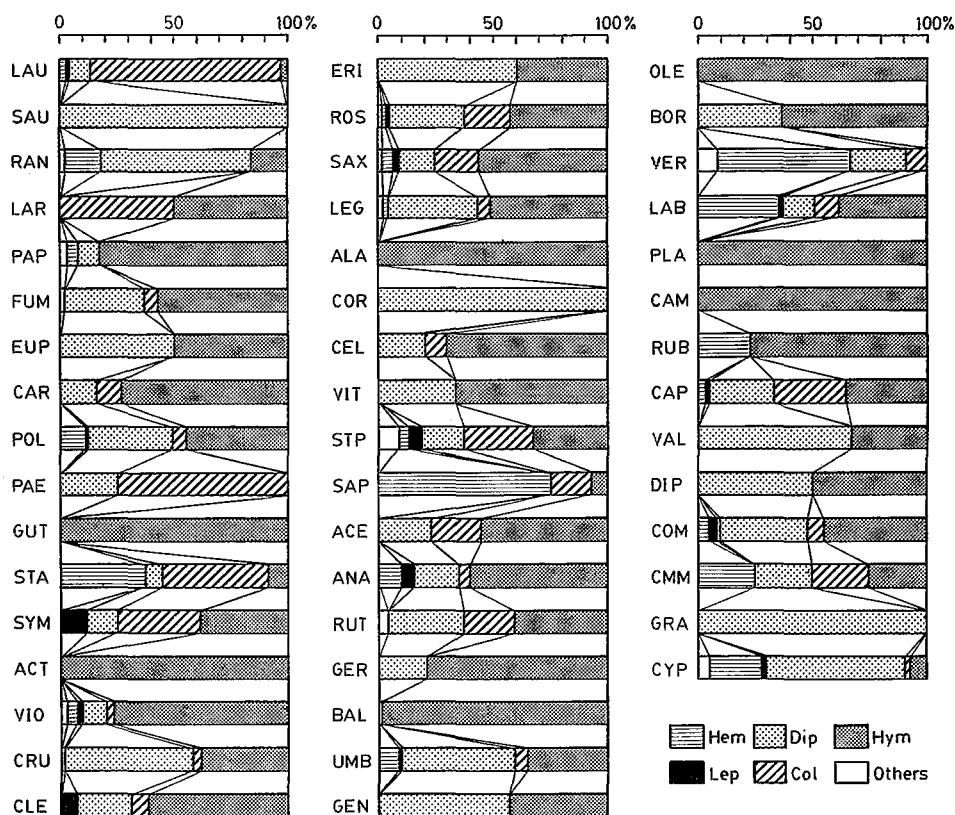 0 50 100%
LAU
SAU
RAN
LAR
PAP
FUM
EUP
CAR
POL
PAE
GUT
STA
SYM
ACT
VIO
CRU
CLE
0 50 100%
ERI
ROS
SAX
LEG
ALA
COR
CEL
VIT
STP
SAP
ACE
ANA
RUT
GER
BAL
UMB
GEN
0 50 100%
OLE
BOR
VER
LAB
PLA
CAM
RUB
CAP
VAL
DIP
COM
CMM
GRA
CYP
Hem Dip Hym
Lep Col Others